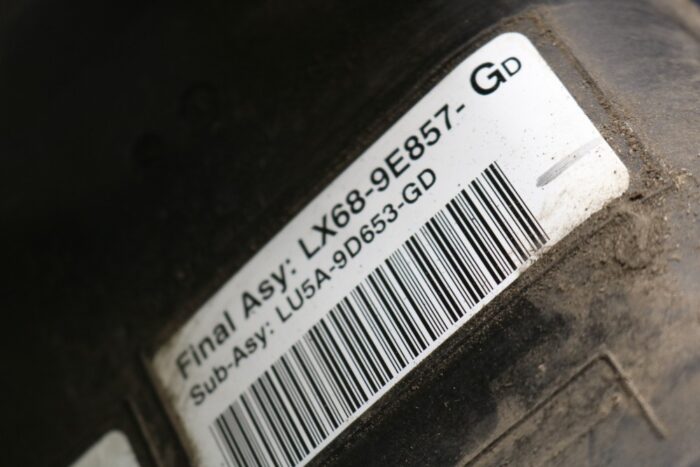 Final Asy: LX68-9E857- GD
Sub-Asy: LU5A-9D653-GD